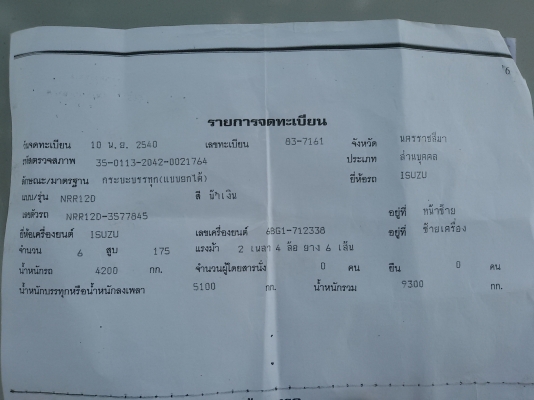 รายการจดทะเบียน
วันจดทะเบียน 10 พ.ย. 2540 เลขทะเบียน 83-7161 จังหวัด นครราชสีมา
รหัสตรวจสภาพ 35-0113-2042-0021764 ประเภท
ลักษณะ/มาตรฐาน กระบะบรรทุก(แบบยกได้) ยี่ห้อรถ ISUZU
แบบ/รุ่น NRR12D สี น้ำเงิน
เลขตัวรถ NRR12D-3577845 อยู่ที่ หน้าซ้าย
ยี่ห้อเครื่องยนต์ ISUZU เลขเครื่องยนต์ 6BG1-712338 อยู่ที่ ซ้ายเครื่อง
จำนวน 6 สูบ 175 แรงม้า 2 เพลา 4 ล้อ ยาง 6 เส้น
น้ำหนักรถ 4200 กก. จำนวนผู้โดยสารนั่ง 0 คน ยืน 0 คน
น้ำหนักบรรทุกหรือน้ำหนักลงเพลา 5100 กก. น้ำหนักรวม 9300 กก.